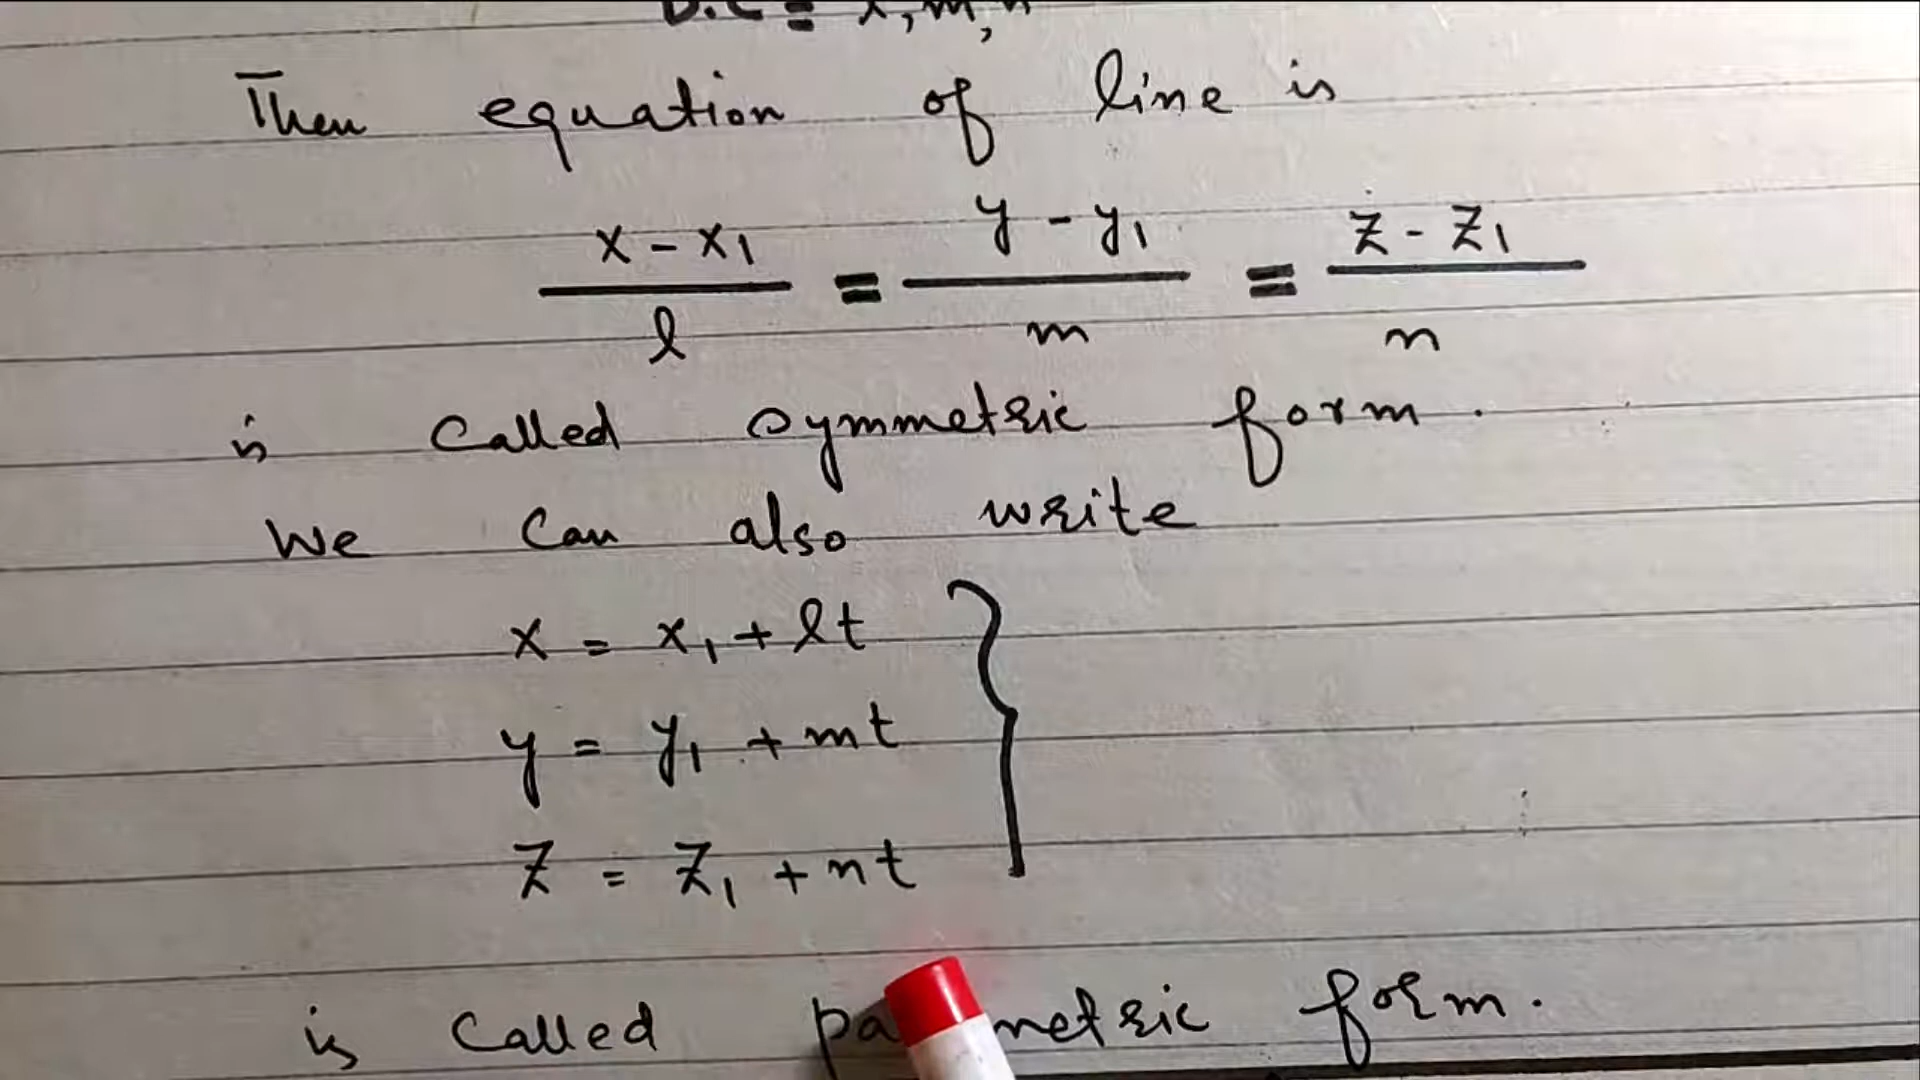 D.C = l, m, n
Then equation of line is
x - x1 / l = y - y1 / m = z - z1 / n
is called symmetric form.
We can also write
x = x1 + lt
y = y1 + mt
z = z1 + nt
is called pa metric form.